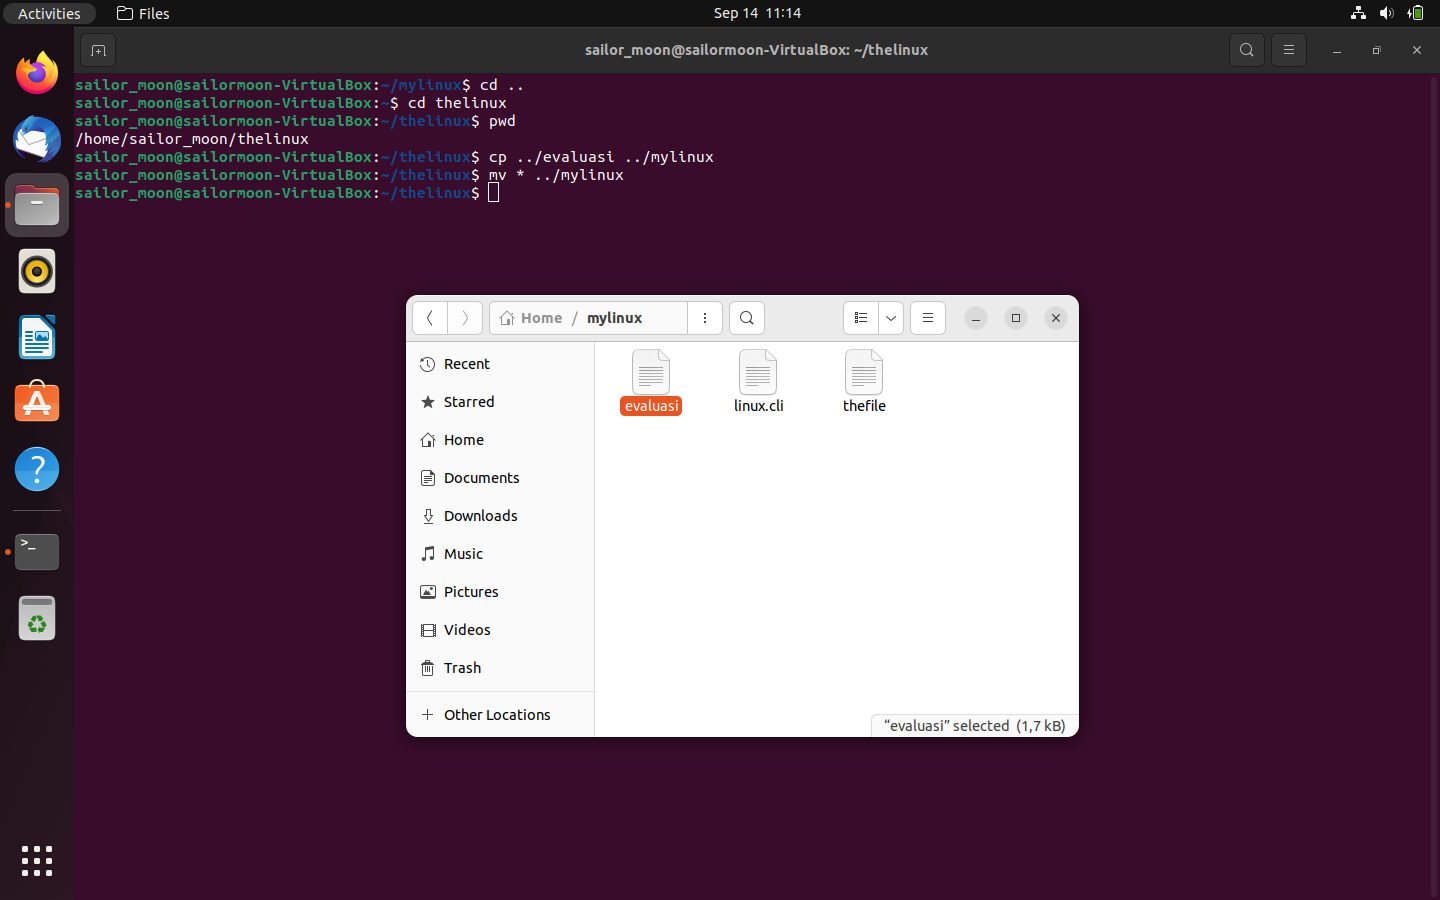 Activities
Files
Sep 14 11:14
sailor_moon@sailormoon-VirtualBox: ~/thelinux
sailor_moon@sailormoon-VirtualBox:~/mylinux$ cd ..
sailor_moon@sailormoon-VirtualBox:~$ cd thelinux
sailor_moon@sailormoon-VirtualBox:~/thelinux$ pwd
/home/sailor_moon/thelinux
sailor_moon@sailormoon-VirtualBox:~/thelinux$ cp ../evaluasi ../mylinux
sailor_moon@sailormoon-VirtualBox:~/thelinux$ mv * ../mylinux
sailor_moon@sailormoon-VirtualBox:~/thelinux$
Home / mylinux
Recent
Starred
Home
Documents
Downloads
Music
Pictures
Videos
Trash
Other Locations
evaluasi
linux.cli
thefile
“evaluasi” selected (1,7 kB)